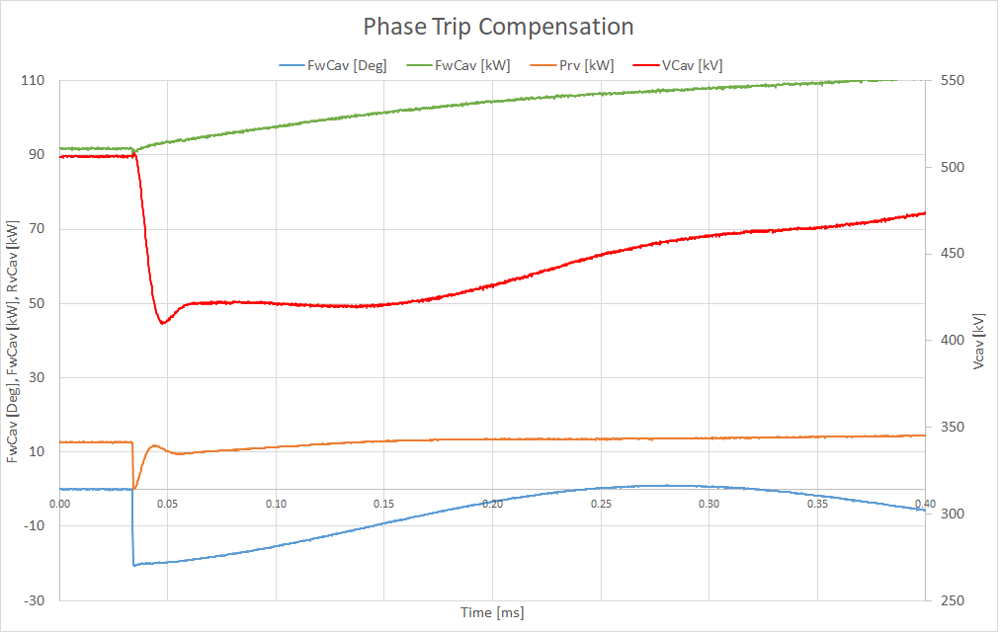 Phase Trip Compensation
FwCav [Deg] FwCav [kW] Prv [kW] VCav [kV]
110
90
70
50
30
10
-10
-30
FwCav [Deg], FwCav [kW], RvCav [kW]
550
500
450
400
350
300
250
Vcav [kV]
0.00 0.05 0.10 0.15 0.20 0.25 0.30 0.35 0.40
Time [ms]